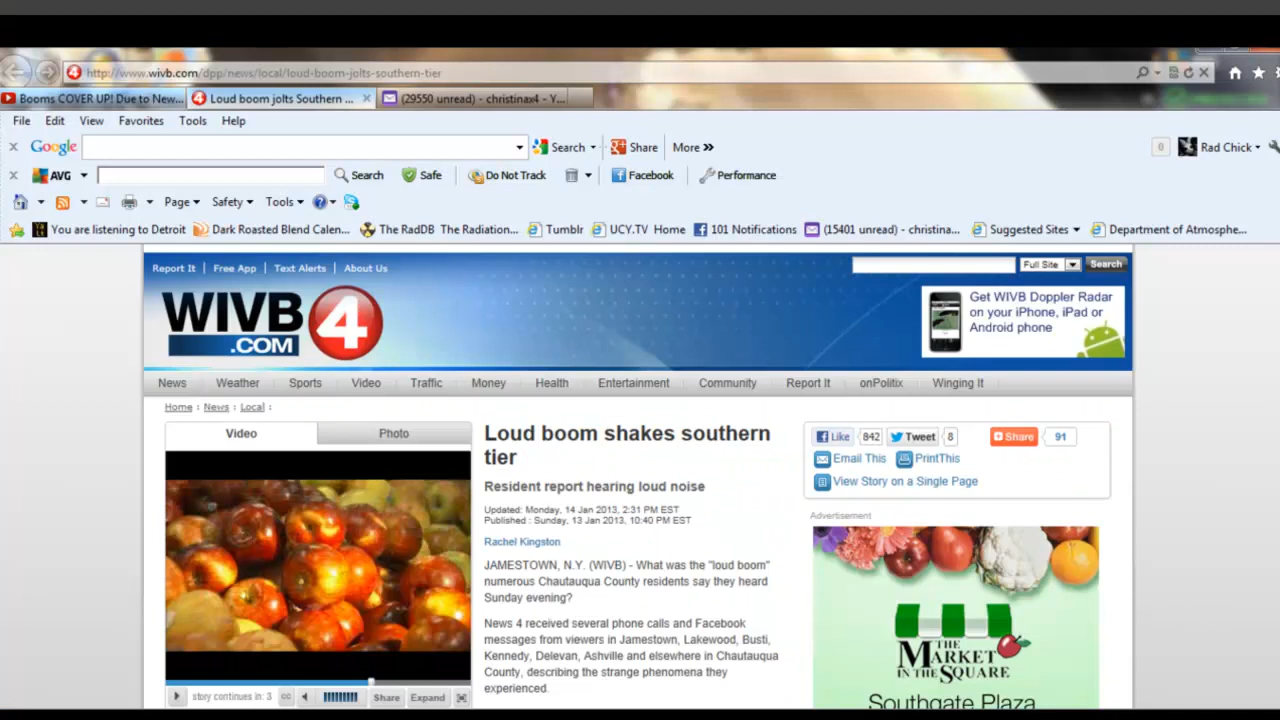 http://www.wivb.com/dpp/news/local/loud-boom-jolts-southern-tier
Booms COVER UP! Due to New... Loud boom jolts Southern ... (29550 unread) - christinax4 - Y...
File Edit View Favorites Tools Help
Google Search Share More » 0 Rad Chick
AVG Search Safe Do Not Track Facebook Performance
Page Safety Tools
You are listening to Detroit Dark Roasted Blend Calen... The RadDB The Radiation... Tumblr UCY.TV Home 101 Notifications (15401 unread) - christina... Suggested Sites Department of Atmosphe...
Report It | Free App | Text Alerts | About Us Full Site Search
WIVB 4
.COM
Get WIVB Doppler Radar
on your iPhone, iPad or
Android phone
News Weather Sports Video Traffic Money Health Entertainment Community Report It onPolitix Winging It
Home : News : Local :
Video Photo
story continues in: 3 CC Share Expand
Loud boom shakes southern
tier
Resident report hearing loud noise
Updated: Monday, 14 Jan 2013, 2:31 PM EST
Published : Sunday, 13 Jan 2013, 10:40 PM EST
Rachel Kingston
JAMESTOWN, N.Y. (WIVB) - What was the "loud boom"
numerous Chautauqua County residents say they heard
Sunday evening?
News 4 received several phone calls and Facebook
messages from viewers in Jamestown, Lakewood, Busti,
Kennedy, Delevan, Ashville and elsewhere in Chautauqua
County, describing the strange phenomena they
experienced.
Like 842 Tweet 8 Share 91
Email This PrintThis
View Story on a Single Page
Advertisement
THE
MARKET
IN THE SQUARE
Southgate Plaza